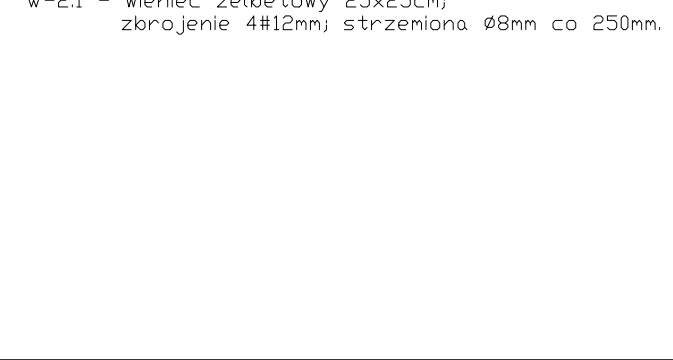 W-2.1 - wieniec żelbetowy 25x25cm;
zbrojenie 4#12mm; strzemiona Ø8mm co 250mm.